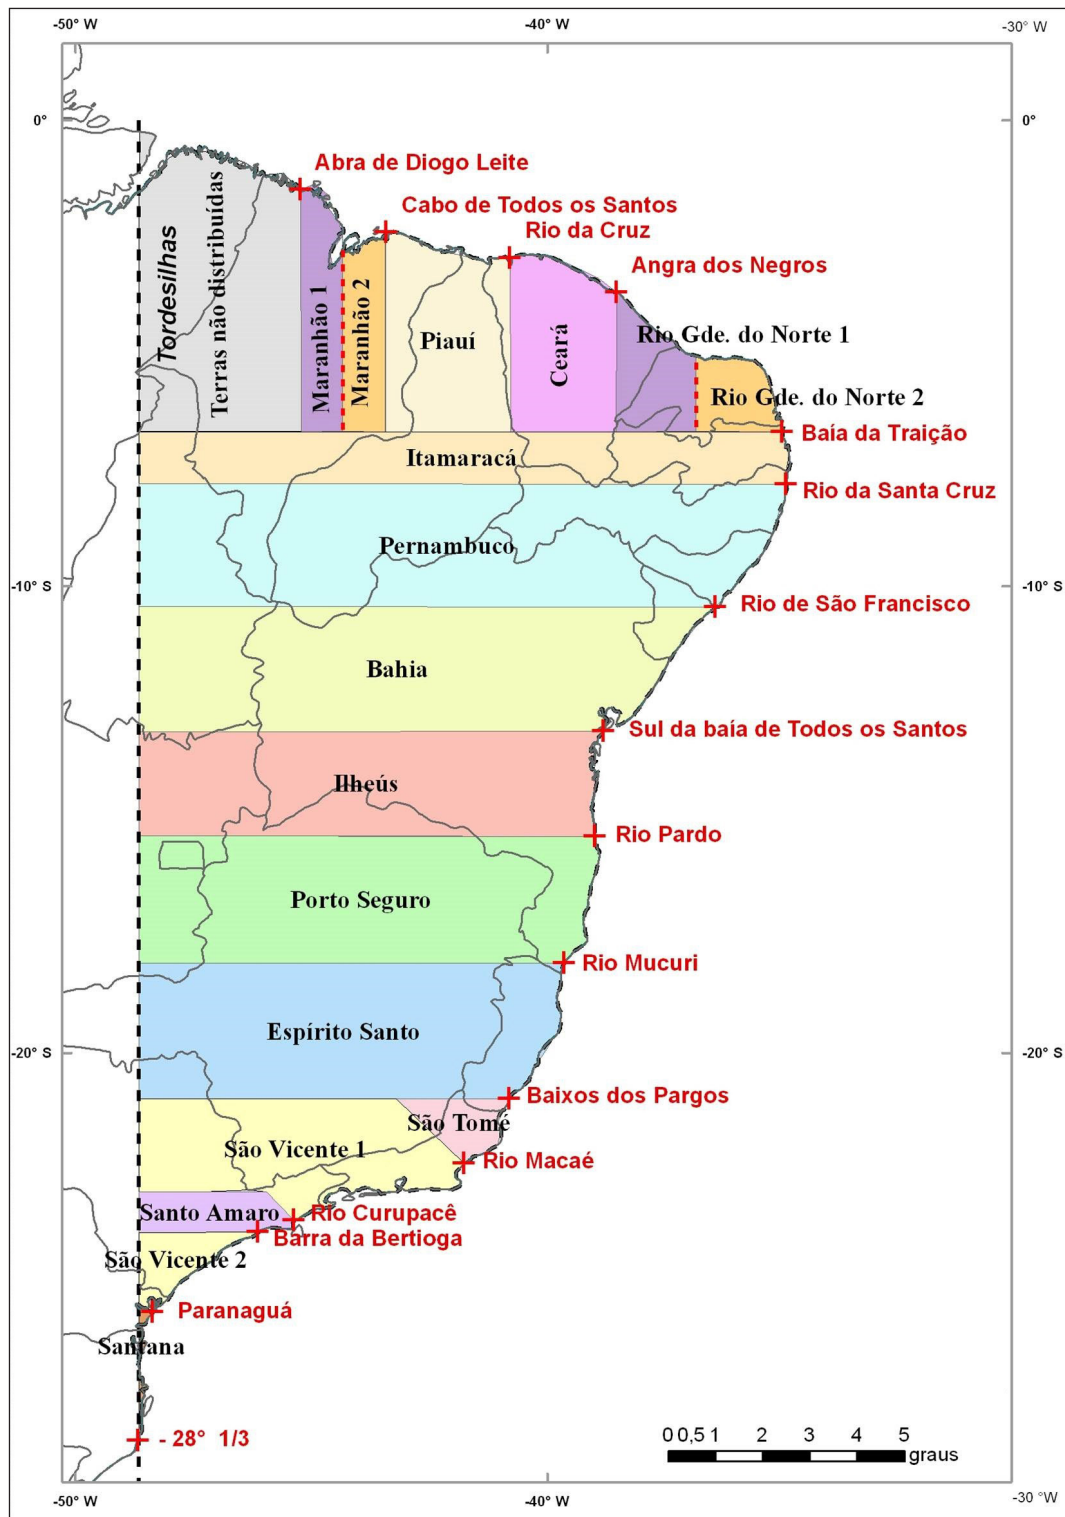 -50° W
-40° W
-30° W
0°
0°
Abra de Diogo Leite
Cabo de Todos os Santos
Rio da Cruz
Angra dos Negros
Tordesilhas
Terras não distribuídas
Maranhão 1
Maranhão 2
Piauí
Ceará
Rio Gde. do Norte 1
Rio Gde. do Norte 2
Baía da Traição
Itamaracá
Rio da Santa Cruz
Pernambuco
-10° S
-10° S
Rio de São Francisco
Bahia
Sul da baía de Todos os Santos
Ilheús
Rio Pardo
Porto Seguro
Rio Mucuri
Espírito Santo
-20° S
-20° S
Baixos dos Pargos
São Tomé
São Vicente 1
Rio Macaé
Santo Amaro
Rio Curupacê
Barra da Bertioga
São Vicente 2
Paranaguá
Santana
- 28° 1/3
0 0,5 1 2 3 4 5
graus
-50° W
-40° W
-30 °W